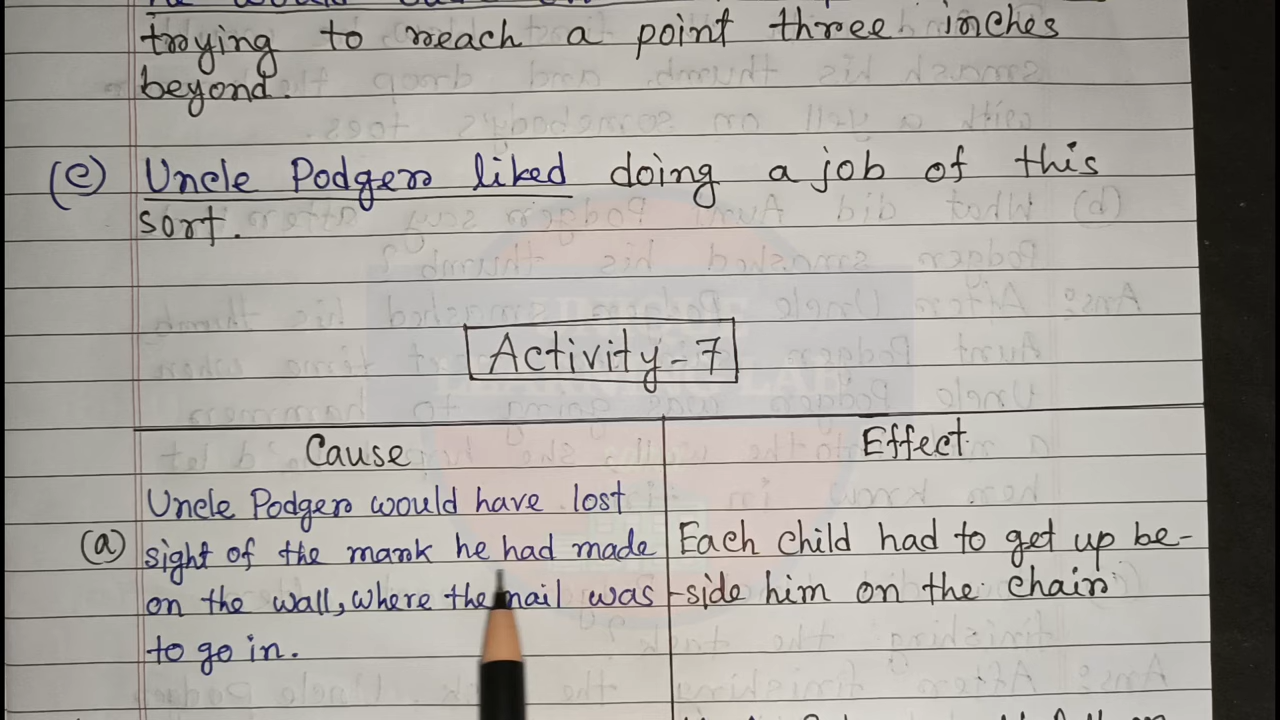 trying to reach a point three inches
beyond.
(e) Uncle Podger liked doing a job of this
sort.
Activity-7
Cause
Effect
Uncle Podger would have lost
(a) sight of the mark he had made
on the wall, where the nail was
to go in.
Each child had to get up be-
-side him on the chair